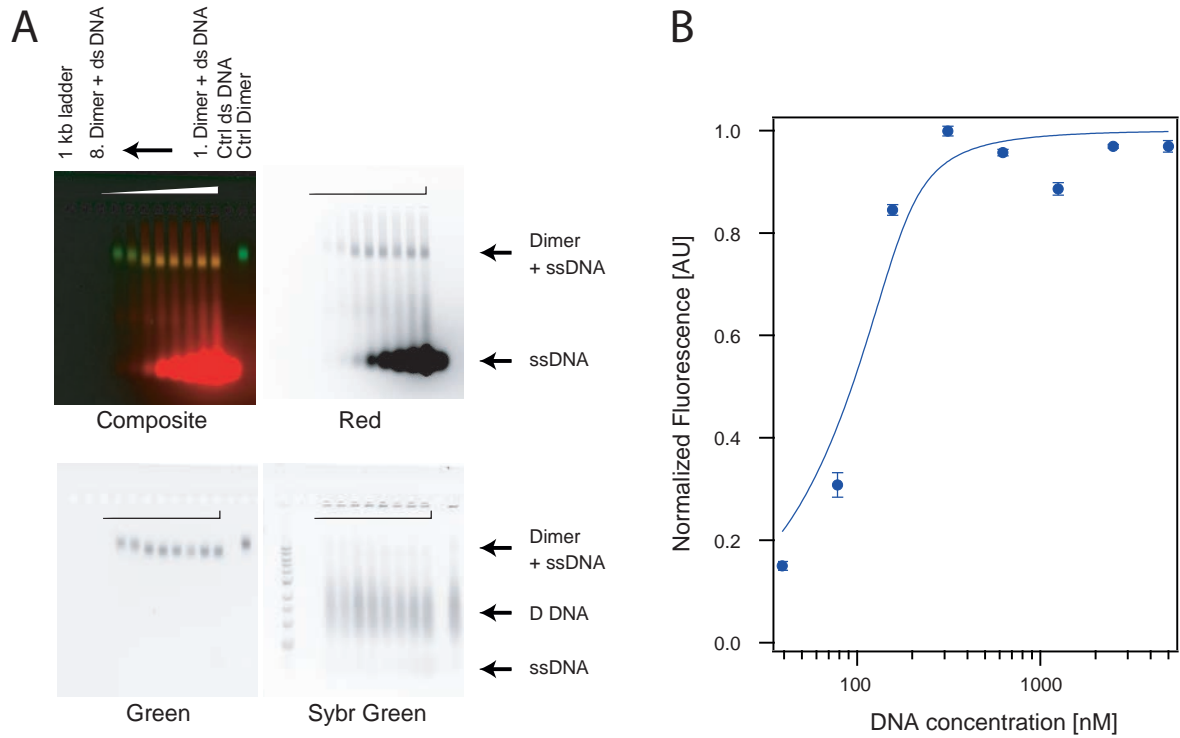 A
1 kb ladder
8. Dimer + ds DNA
1. Dimer + ds DNA
Ctrl ds DNA
Ctrl Dimer
Composite
Red
Dimer
+ ssDNA
ssDNA
Green
Sybr Green
Dimer
+ ssDNA
D DNA
ssDNA
B
Normalized Fluorescence [AU]
1.0
0.8
0.6
0.4
0.2
0.0
100
1000
DNA concentration [nM]